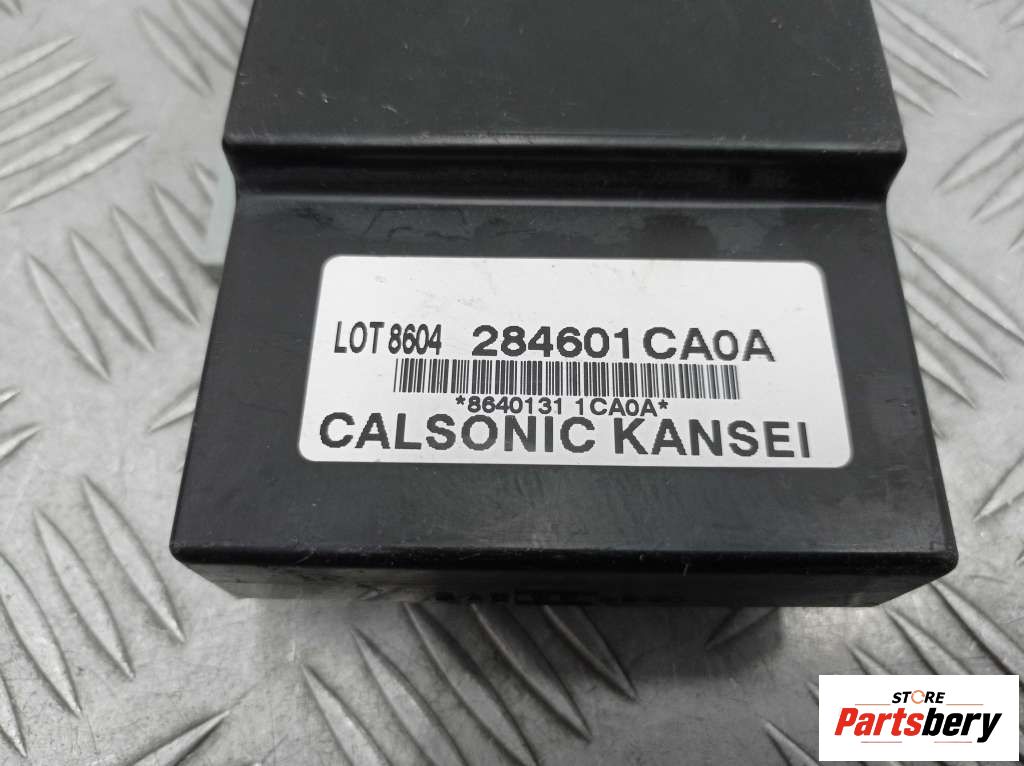 LOT 8604 284601CA0A
*8640131 1CA0A*
CALSONIC KANSEI
STORE
Partsbery